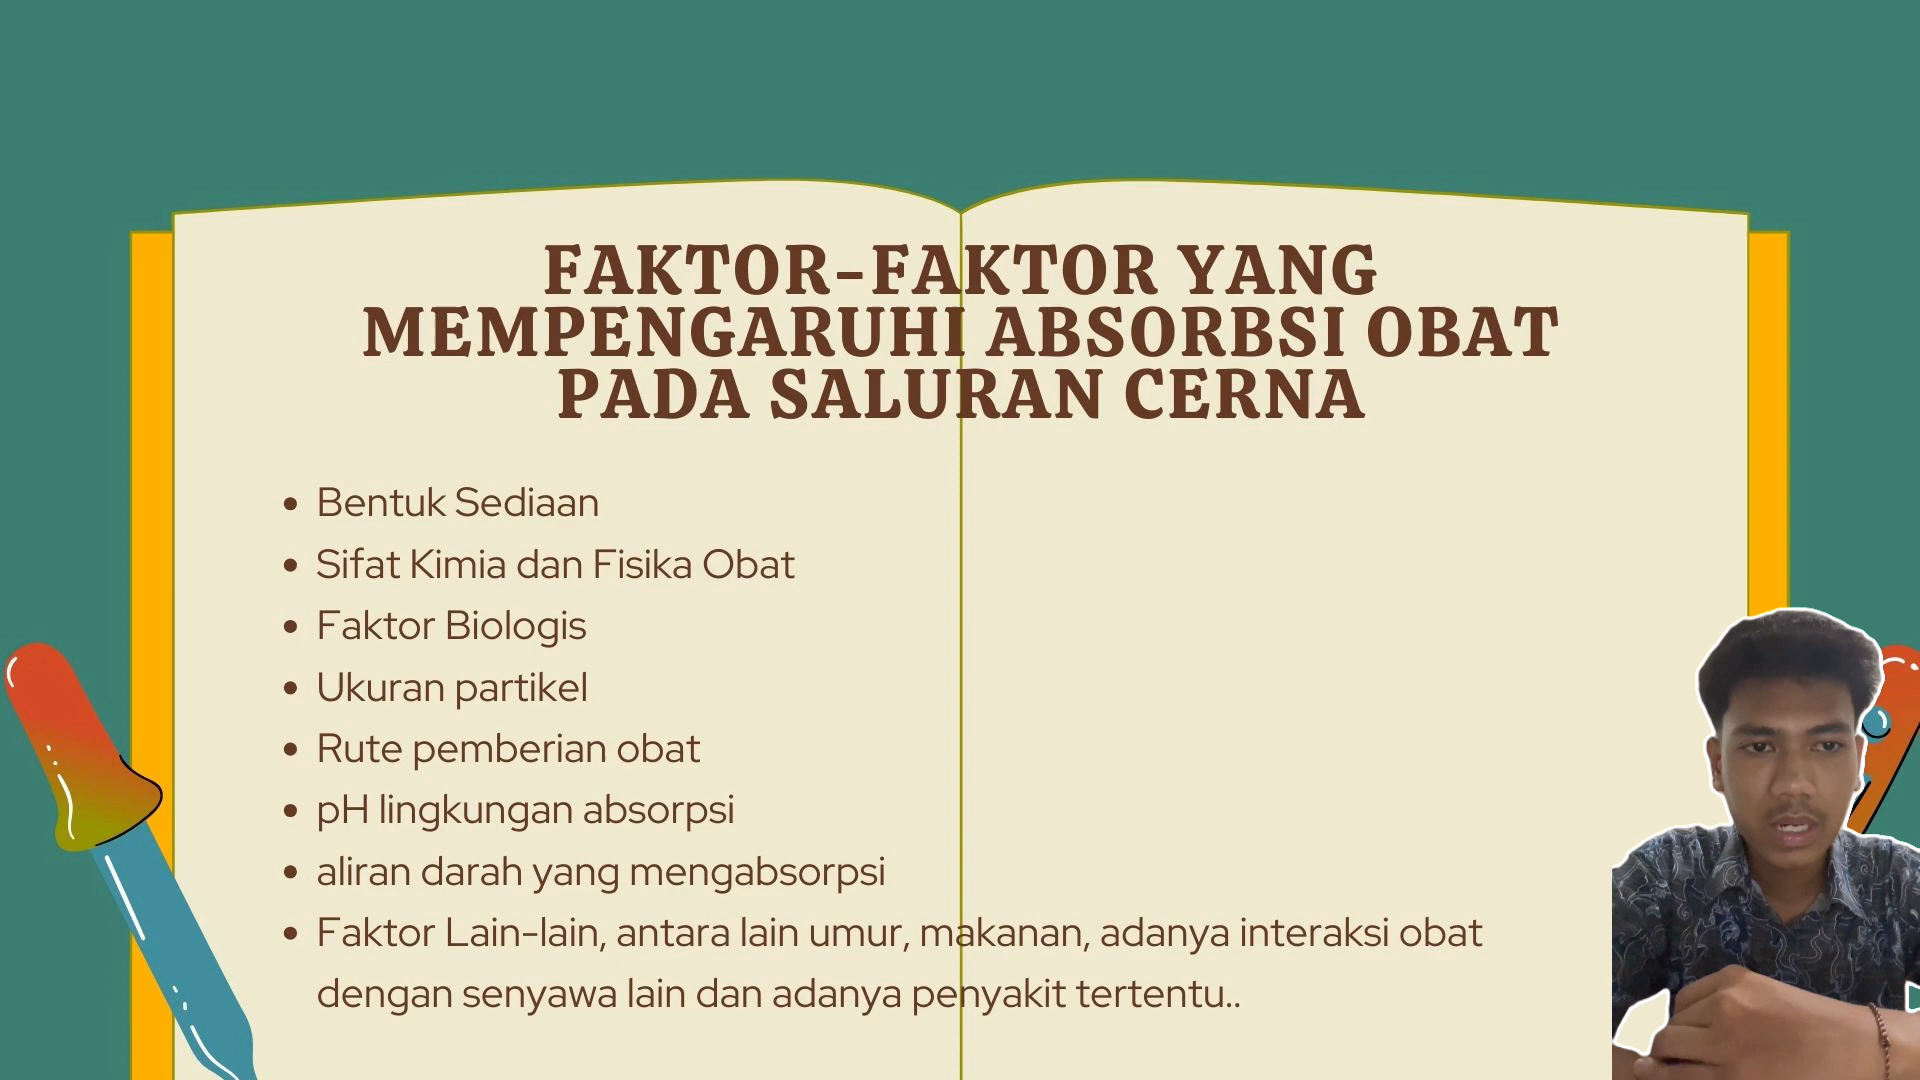 FAKTOR-FAKTOR YANG
MEMPENGARUHI ABSORBSI OBAT
PADA SALURAN CERNA
• Bentuk Sediaan
• Sifat Kimia dan Fisika Obat
• Faktor Biologis
• Ukuran partikel
• Rute pemberian obat
• pH lingkungan absorpsi
• aliran darah yang mengabsorpsi
• Faktor Lain-lain, antara lain umur, makanan, adanya interaksi obat
dengan senyawa lain dan adanya penyakit tertentu..